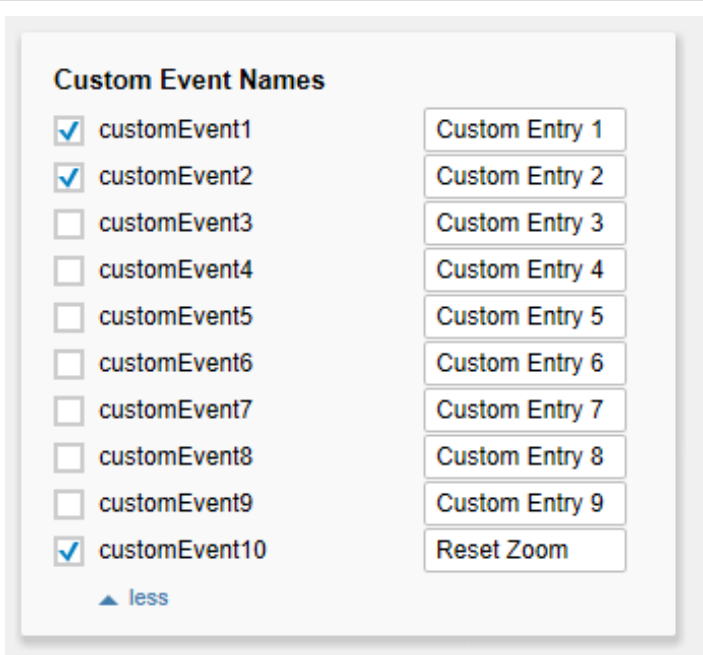 Custom Event Names
customEvent1 Custom Entry 1
customEvent2 Custom Entry 2
customEvent3 Custom Entry 3
customEvent4 Custom Entry 4
customEvent5 Custom Entry 5
customEvent6 Custom Entry 6
customEvent7 Custom Entry 7
customEvent8 Custom Entry 8
customEvent9 Custom Entry 9
customEvent10 Reset Zoom
less